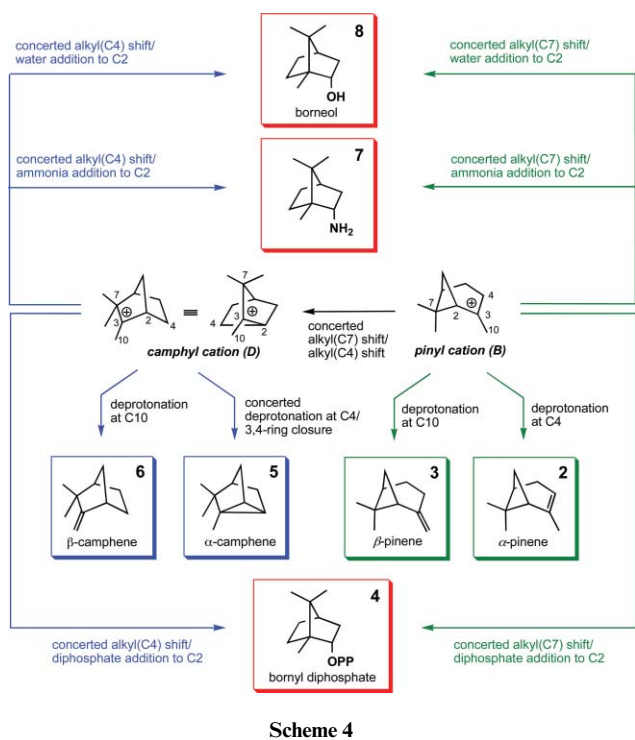 concerted alkyl(C4) shift/
water addition to C2
8
OH
borneol
concerted alkyl(C7) shift/
water addition to C2
concerted alkyl(C4) shift/
ammonia addition to C2
7
NH2
concerted alkyl(C7) shift/
ammonia addition to C2
7
3
2
4
10
⊕
camphyl cation (D)
≡
7
4
3
2
10
⊕
concerted
alkyl(C7) shift/
alkyl(C4) shift
7
4
2
3
10
⊕
pinyl cation (B)
deprotonation
at C10
concerted
deprotonation at C4/
3,4-ring closure
deprotonation
at C10
deprotonation
at C4
6
β-camphene
5
α-camphene
3
β-pinene
2
α-pinene
concerted alkyl(C4) shift/
diphosphate addition to C2
4
OPP
bornyl diphosphate
concerted alkyl(C7) shift/
diphosphate addition to C2
Scheme 4